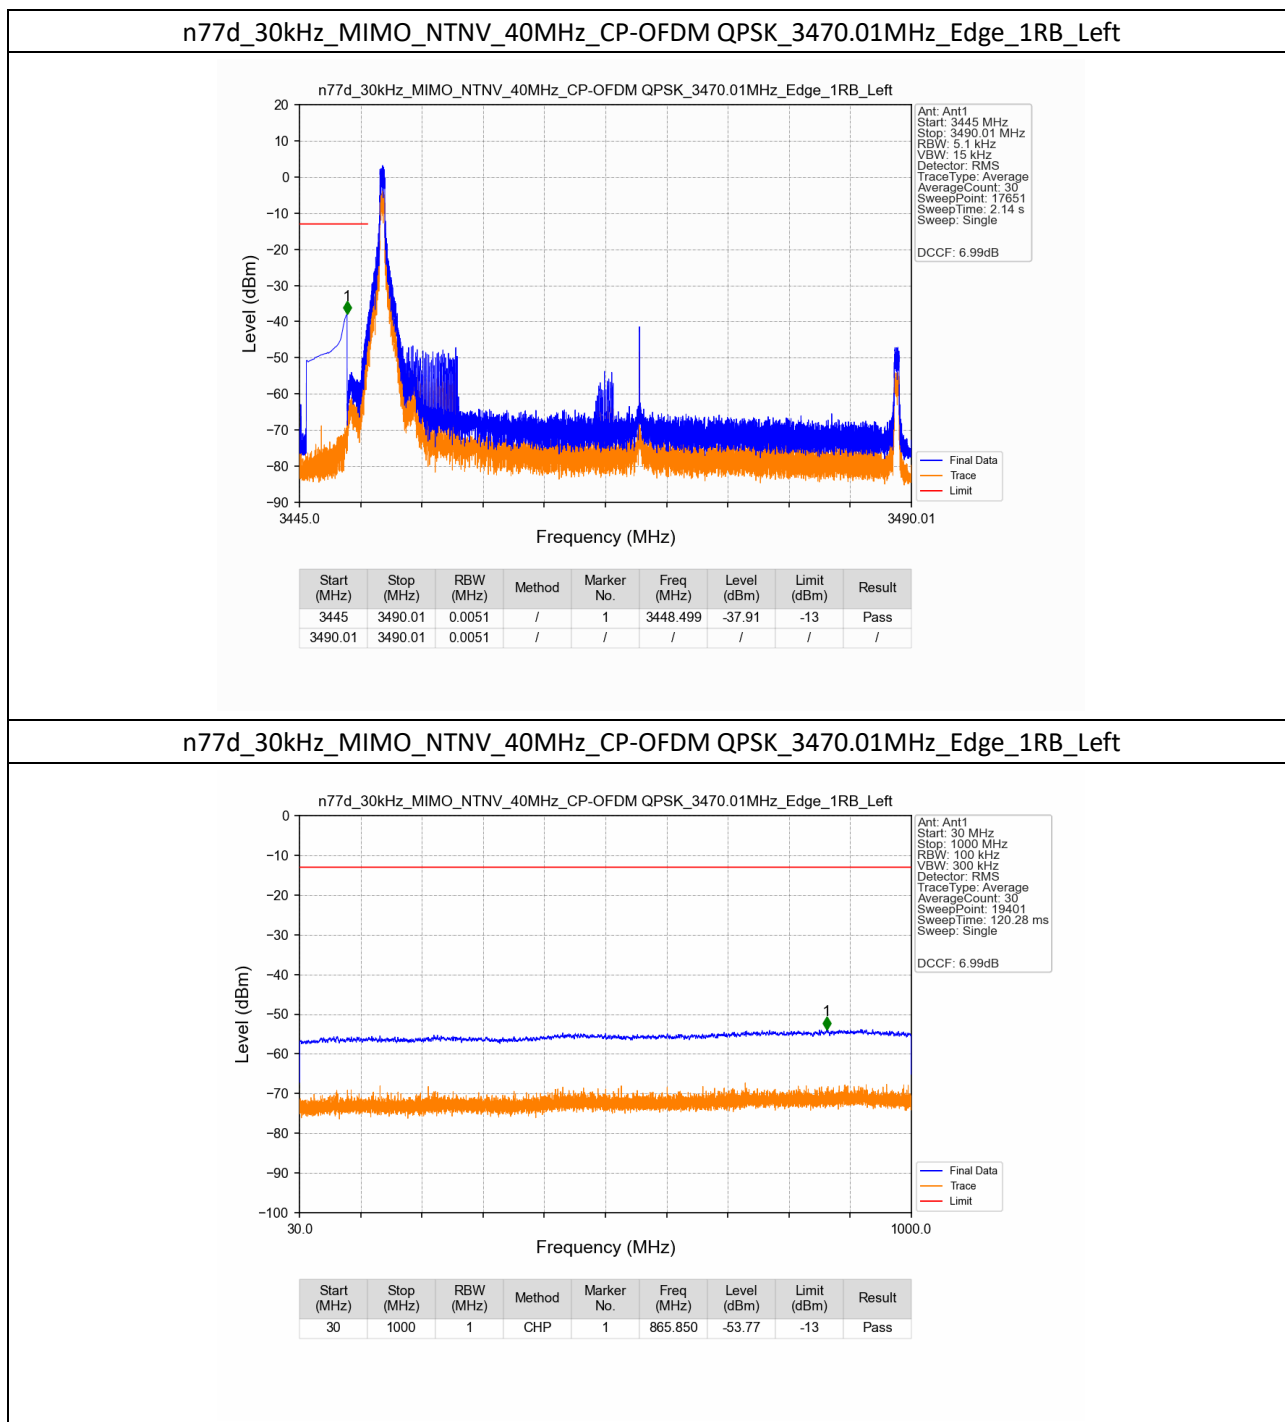 n77d_30kHz_MIMO_NTNV_40MHz_CP-OFDM QPSK_3470.01MHz_Edge_1RB_Left
n77d_30kHz_MIMO_NTNV_40MHz_CP-OFDM QPSK_3470.01MHz_Edge_1RB_Left
20
10
0
−10
−20
−30
−40
−50
−60
−70
−80
−90
Level (dBm)
1
3445.0
3490.01
Frequency (MHz)
Ant: Ant1
Start: 3445 MHz
Stop: 3490.01 MHz
RBW: 5.1 kHz
VBW: 15 kHz
Detector: RMS
TraceType: Average
AverageCount: 30
SweepPoint: 17651
SweepTime: 2.14 s
Sweep: Single
DCCF: 6.99dB
Final Data
Trace
Limit
Start (MHz) Stop (MHz) RBW (MHz) Method Marker No. Freq (MHz) Level (dBm) Limit (dBm) Result
3445 3490.01 0.0051 / 1 3448.499 -37.91 -13 Pass
3490.01 3490.01 0.0051 / / / / / /
n77d_30kHz_MIMO_NTNV_40MHz_CP-OFDM QPSK_3470.01MHz_Edge_1RB_Left
n77d_30kHz_MIMO_NTNV_40MHz_CP-OFDM QPSK_3470.01MHz_Edge_1RB_Left
0
−10
−20
−30
−40
−50
−60
−70
−80
−90
−100
Level (dBm)
1
30.0
1000.0
Frequency (MHz)
Ant: Ant1
Start: 30 MHz
Stop: 1000 MHz
RBW: 100 kHz
VBW: 300 kHz
Detector: RMS
TraceType: Average
AverageCount: 30
SweepPoint: 19401
SweepTime: 120.28 ms
Sweep: Single
DCCF: 6.99dB
Final Data
Trace
Limit
Start (MHz) Stop (MHz) RBW (MHz) Method Marker No. Freq (MHz) Level (dBm) Limit (dBm) Result
30 1000 1 CHP 1 865.850 -53.77 -13 Pass